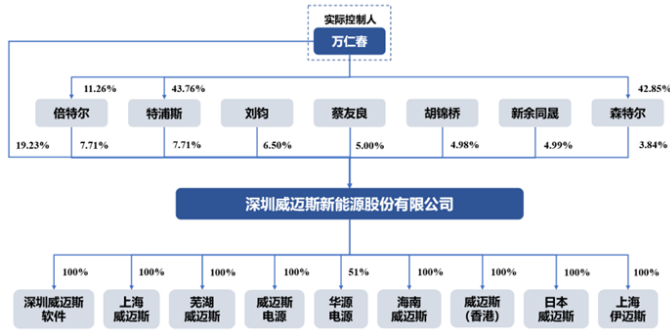 实际控制人
万仁春
11.26%
43.76%
42.85%
倍特尔
特浦斯
刘钧
蔡友良
胡锦桥
新余同晟
森特尔
19.23%
7.71%
7.71%
6.50%
5.00%
4.98%
4.99%
3.84%
深圳威迈斯新能源股份有限公司
100%
100%
100%
100%
51%
100%
100%
100%
100%
深圳威迈斯
软件
上海
威迈斯
芜湖
威迈斯
威迈斯
电源
华源
电源
海南
威迈斯
威迈斯
（香港）
日本
威迈斯
上海
伊迈斯